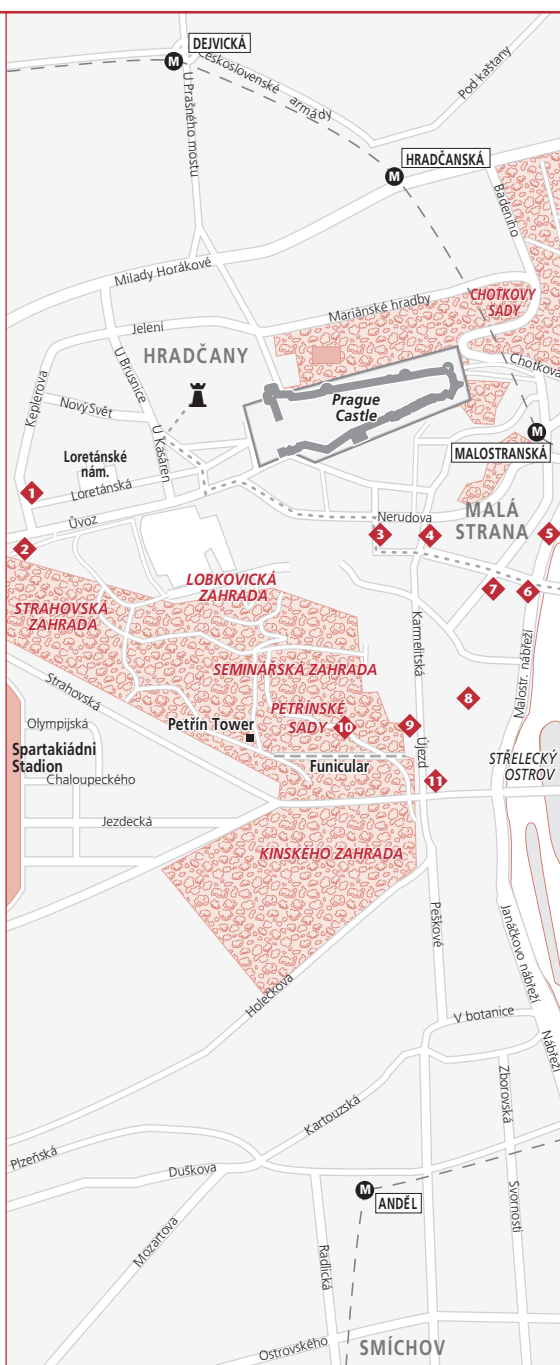 M
DEJVICKÁ
Československé armády
U Prašného mostu
Pod kaštany
HRADČANSKÁ
M
Badeniho
Milady Horákové
CHOTKOVY
SADY
Mariánské hradby
Jelení
HRADČANY
U Brusnice
Chotkova
Keplerova
Nový Svět
Prague
Castle
M
MALOSTRANSKÁ
U Kasáren
Loretánské
nám.
1
Loretánská
Úvoz
Nerudova
MALÁ
STRANA
2
3
4
5
LOBKOVICKÁ
ZAHRADA
STRAHOVSKÁ
ZAHRADA
7
6
Karmelitská
Malostr. nábřeží
SEMINÁŘSKÁ ZAHRADA
Strahovská
8
PETŘÍNSKÉ
SADY
10
9
Olympijská
Petřín Tower
Újezd
Spartakiádni
Stadion
Funicular
STŘELECKÝ
OSTROV
Chaloupeckého
11
Jezdecká
KINSKÉHO ZAHRADA
Peškové
Janáčkovo nábřeží
Holečkova
V botanice
Nábřeží
Zborovská
Kartouzská
Plzeňská
Duškova
M
ANDĚL
Svornosti
Mozartova
Radlická
Ostrovského
SMÍCHOV